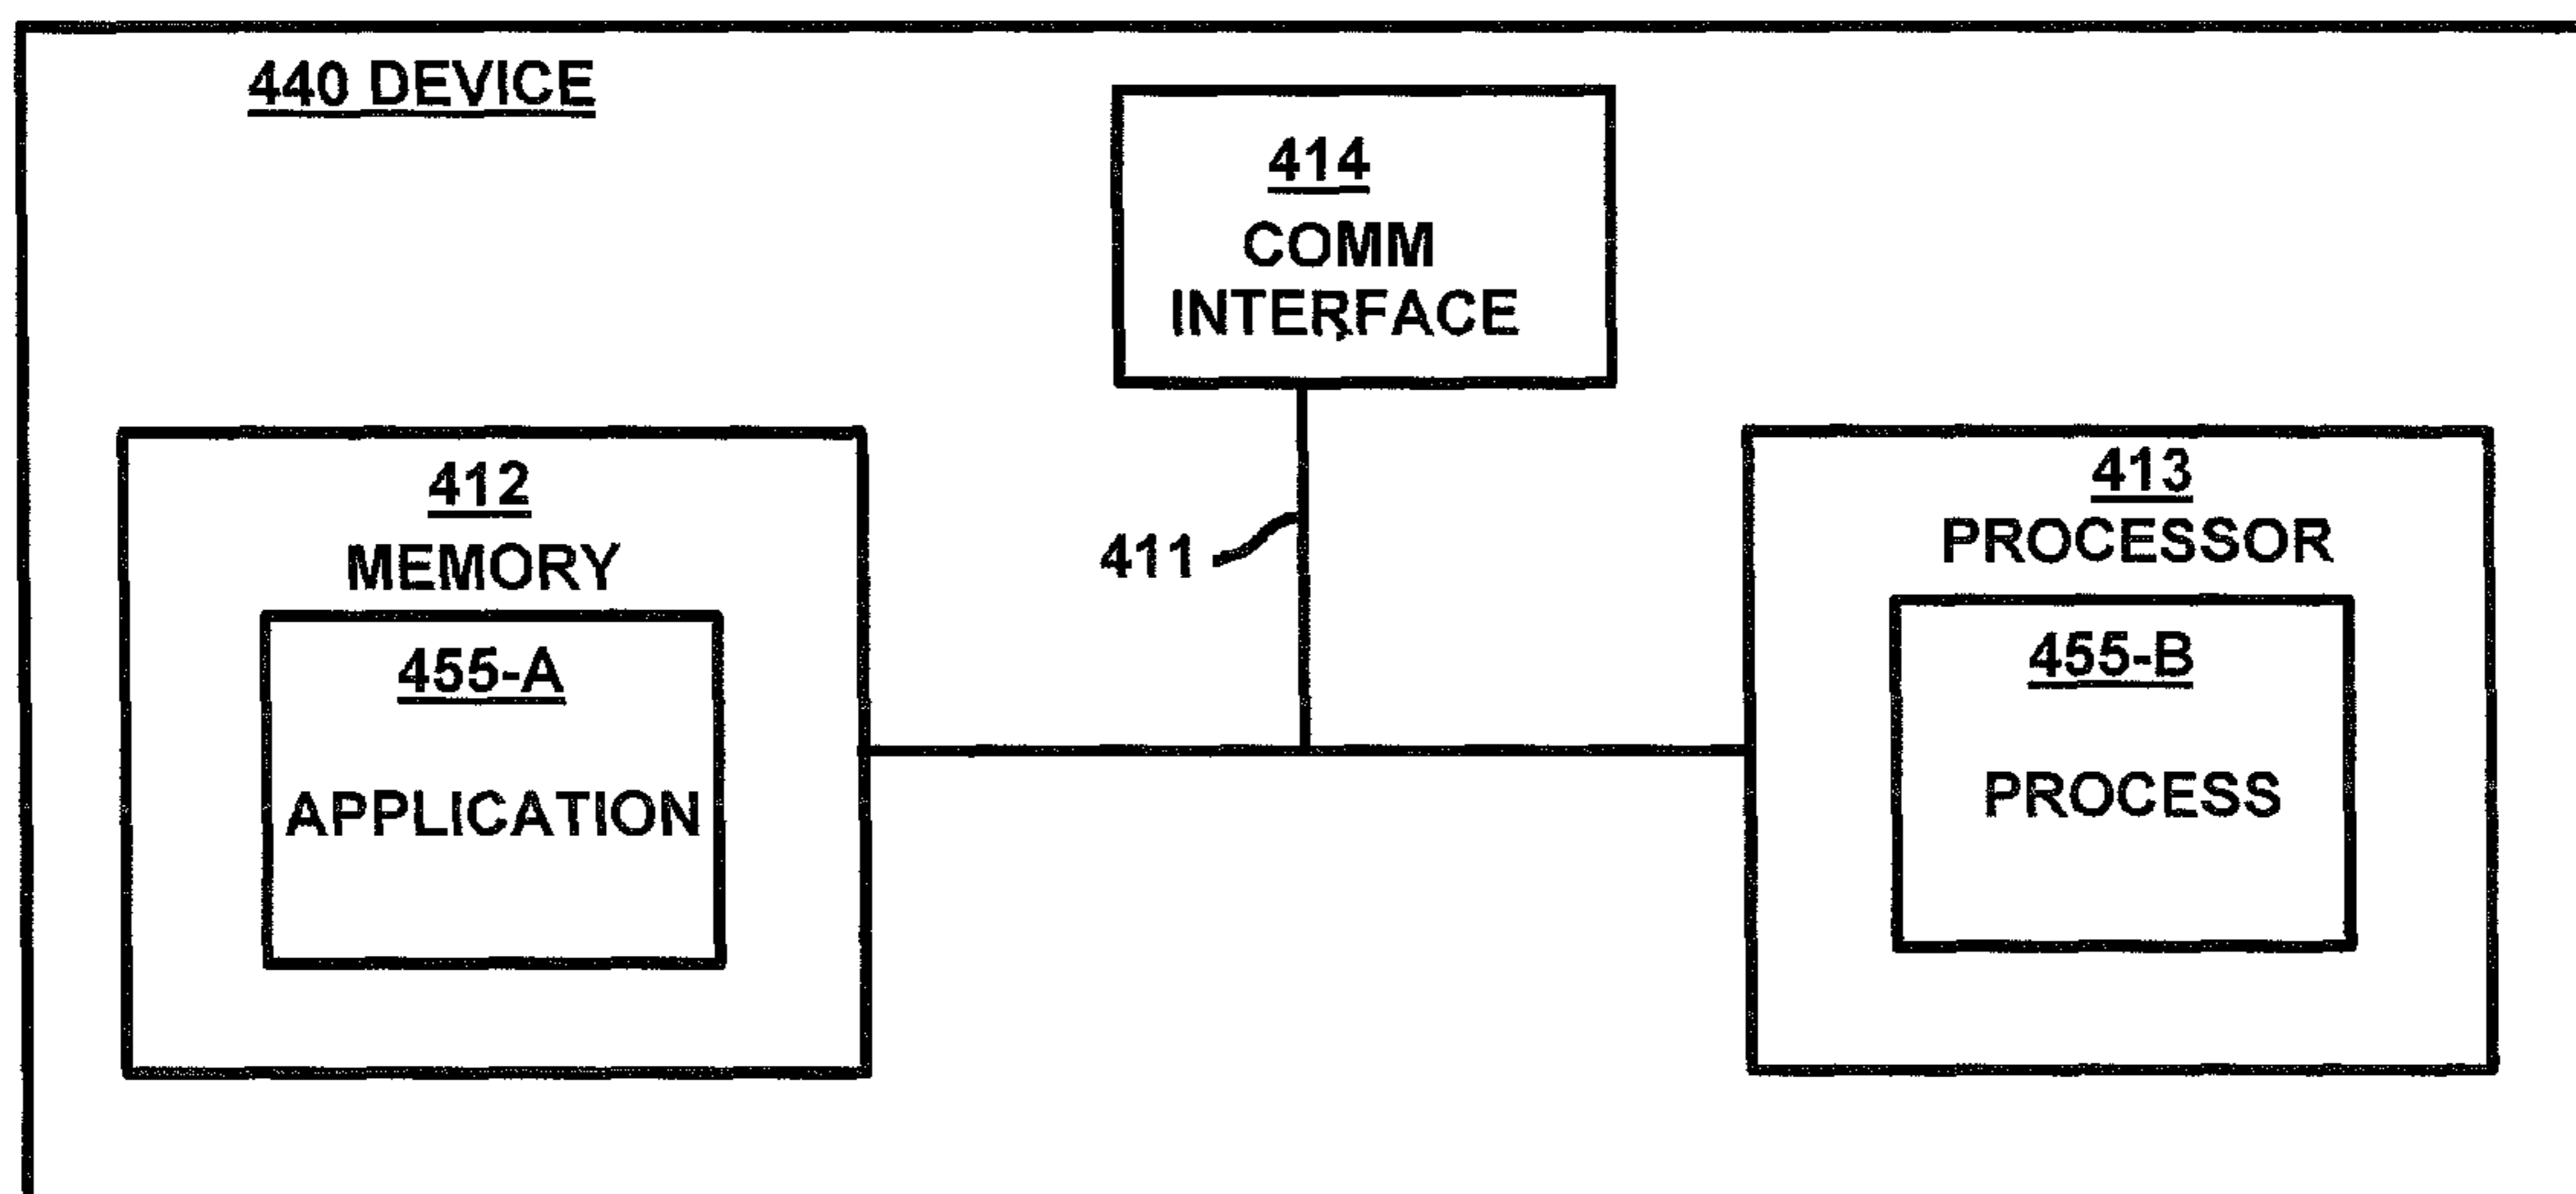 440 DEVICE
414
COMM
INTERFACE
411
412
MEMORY
455-A
APPLICATION
413
PROCESSOR
455-B
PROCESS